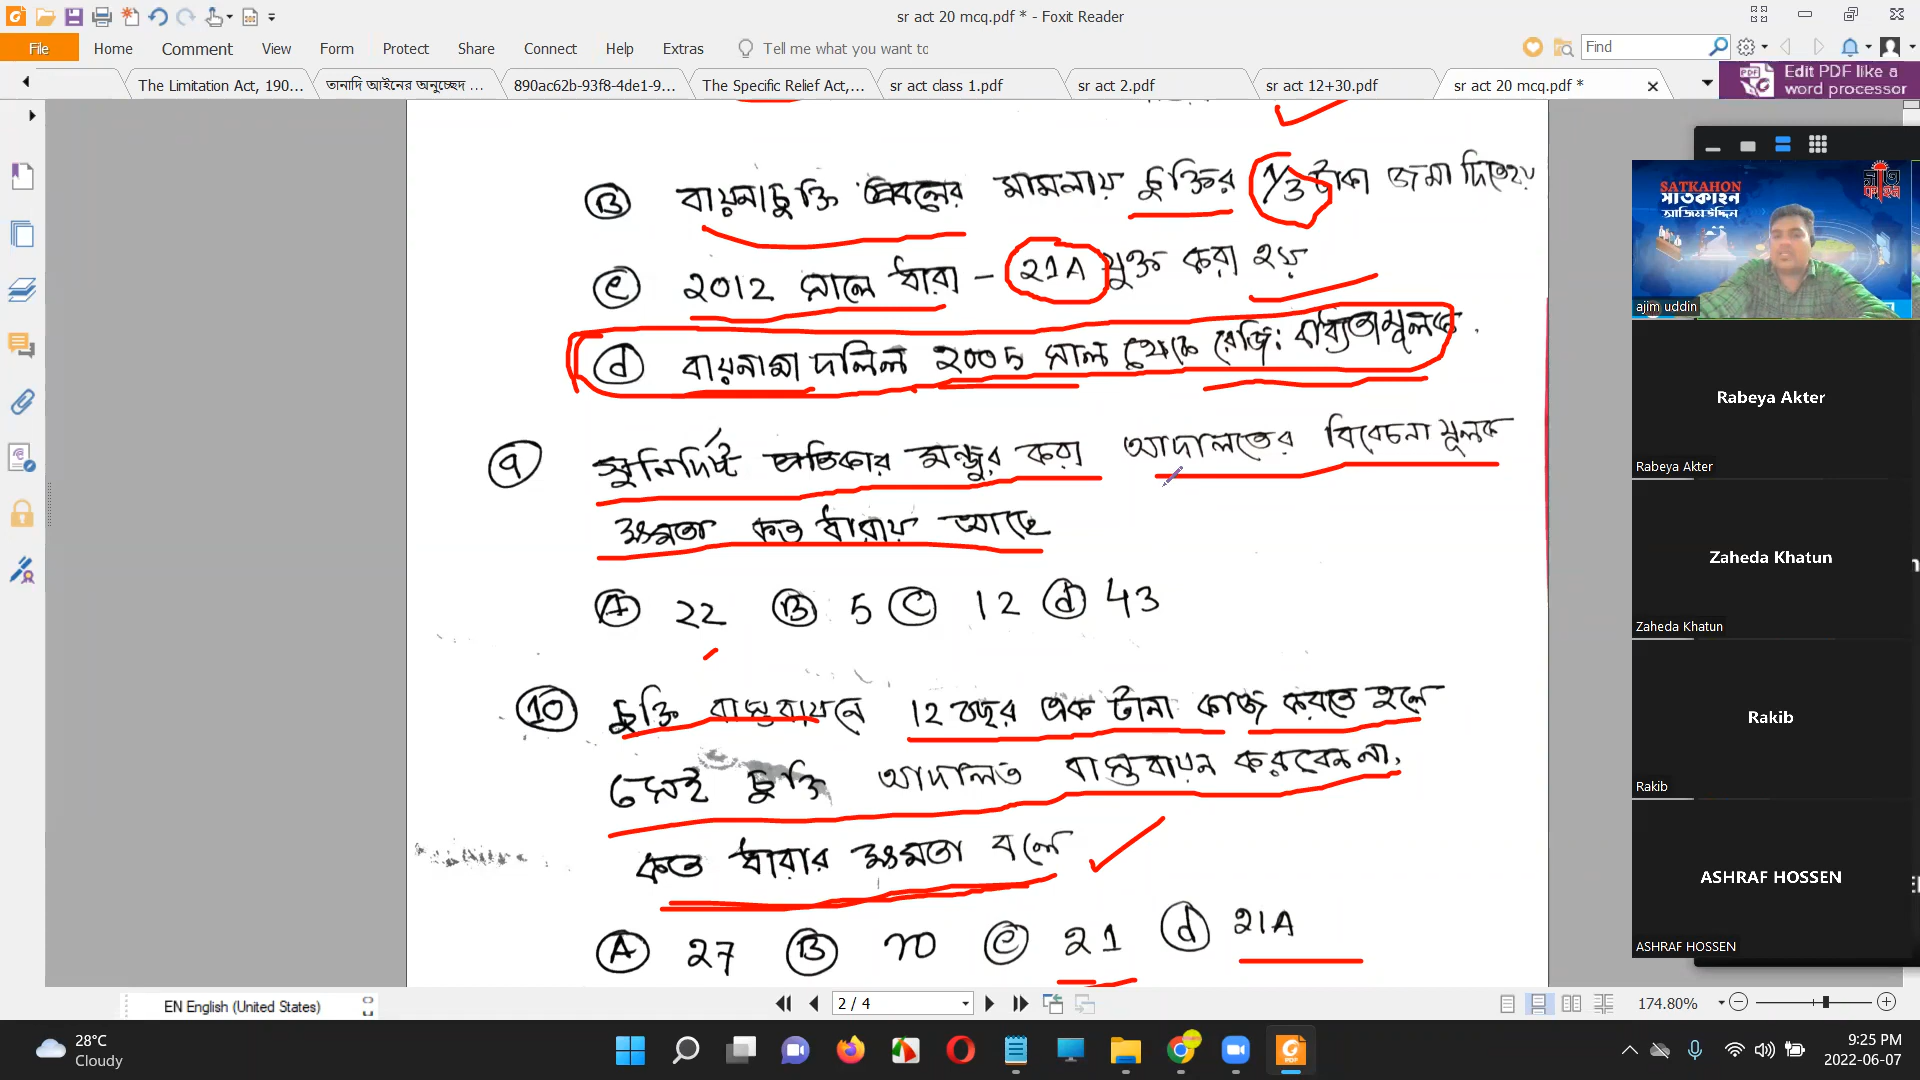 sr act 20 mcq.pdf * - Foxit Reader
File Home Comment View Form Protect Share Connect Help Extras Tell me what you want to Find
The Limitation Act, 190... তানাদি আইনের অনুচ্ছেদ ... 890ac62b-93f8-4de1-9... The Specific Relief Act,... sr act class 1.pdf sr act 2.pdf sr act 12+30.pdf sr act 20 mcq.pdf *
Edit PDF like a
word processor
B বায়নাচুক্তি বলবের মামলায় চুক্তির 1/3 টাকা জমা দিতে হয়
C 2012 সালে ধারা - 21A যুক্ত করা হয়
d বায়নামা দলিল 2005 সাল থেকে রেজি: বাধ্যতামূলক.
9 সুনির্দিষ্ট প্রতিকার মঞ্জুর করা আদালতের বিবেচনা মূলক
ক্ষমতা কত ধারায় আছে
A 22 B 5 C 12 d 43
10 চুক্তি বাস্তবায়নে 12 বছর এক টানা কাজ করতে হলে
সেই চুক্তি আদালত বাস্তবায়ন করবেন না.
কত ধারার ক্ষমতা বলে
A 27 B 20 C 21 d 21A
SATKAHON
সাতকাহন
আজিম উদ্দিন
ajim uddin
Rabeya Akter
Rabeya Akter
Zaheda Khatun
Zaheda Khatun
Rakib
Rakib
ASHRAF HOSSEN
ASHRAF HOSSEN
EN English (United States)
2 / 4
174.80%
28°C
Cloudy
9:25 PM
2022-06-07